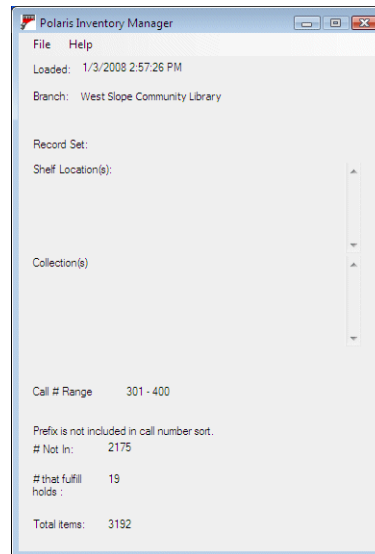 Polaris Inventory Manager
File Help
Loaded: 1/3/2008 2:57:26 PM
Branch: West Slope Community Library
Record Set:
Shelf Location(s):
Collection(s)
Call # Range 301 - 400
Prefix is not included in call number sort.
# Not In: 2175
# that fulfill 19
holds :
Total items: 3192